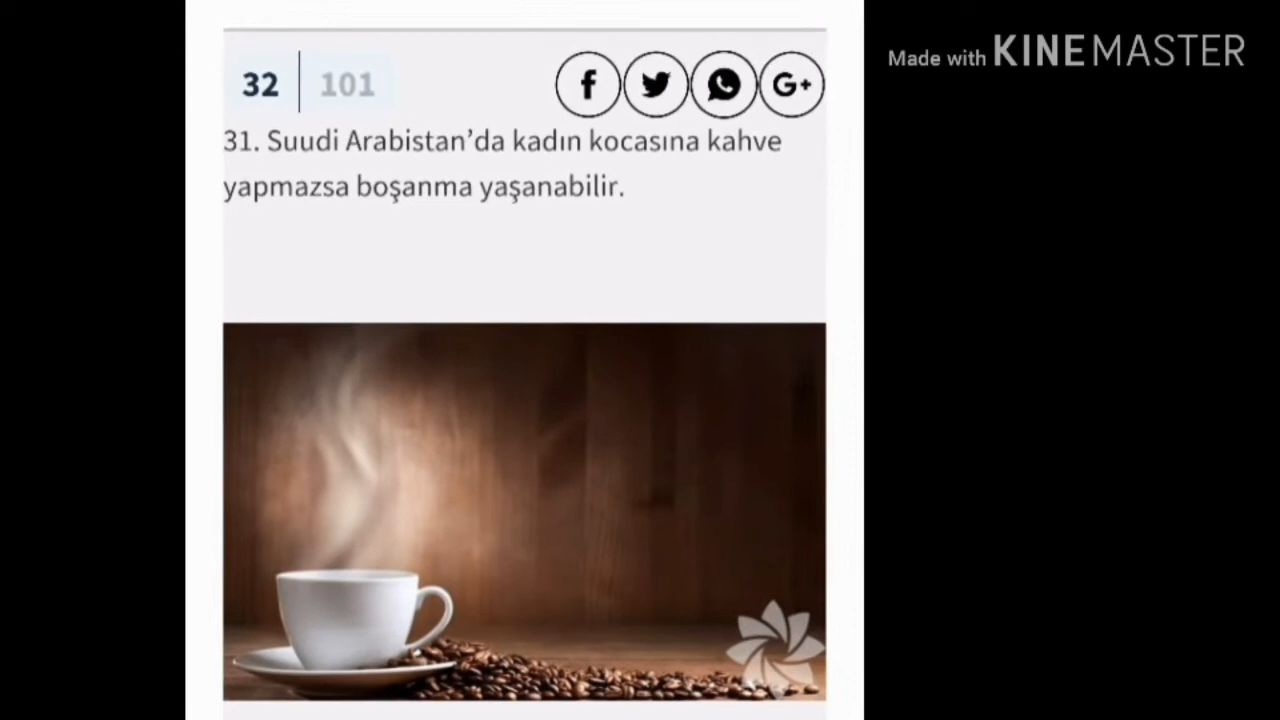 Made with KINEMASTER
32 101
31. Suudi Arabistan’da kadın kocasına kahve
yapmazsa boşanma yaşanabilir.